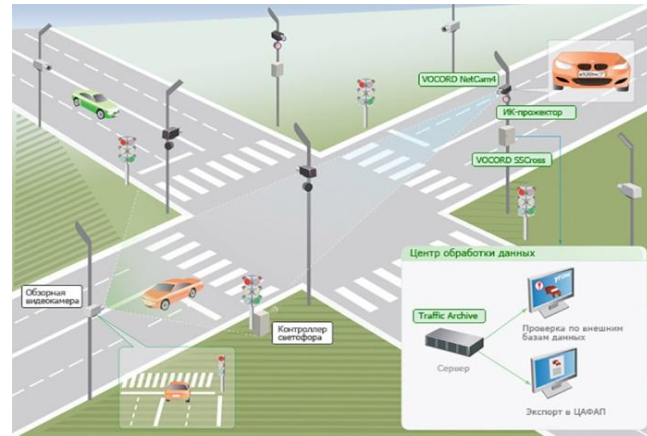 VOCORD NetCam4
ИК-прожектор
VOCORD SSCross
Обзорная
видеокамера
Контроллер
светофора
Центр обработки данных
Traffic Archive
Сервер
Проверка по внешним
базам данных
Экспорт в ЦАФАП